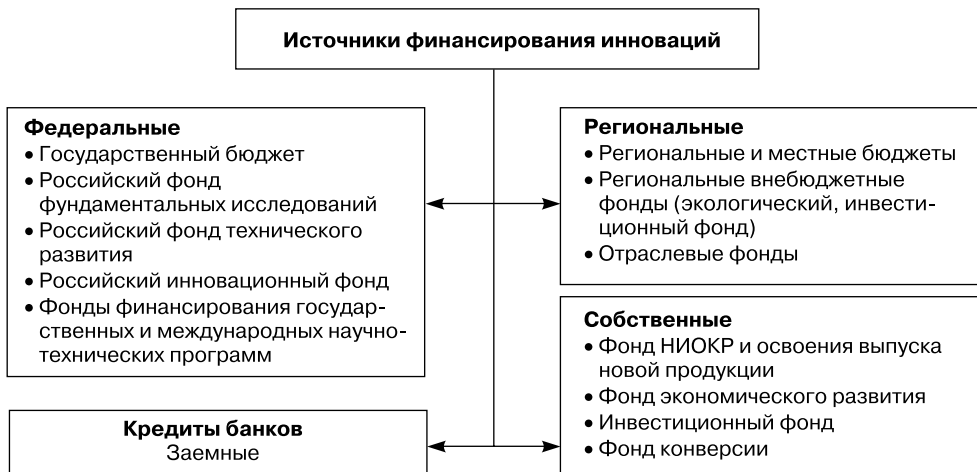 Источники финансирования инноваций
Федеральные
• Государственный бюджет
• Российский фонд
фундаментальных исследований
• Российский фонд технического
развития
• Российский инновационный фонд
• Фонды финансирования государ-
ственных и международных научно-
технических программ
Региональные
• Региональные и местные бюджеты
• Региональные внебюджетные
фонды (экологический, инвести-
ционный фонд)
• Отраслевые фонды
Собственные
• Фонд НИОКР и освоения выпуска
новой продукции
• Фонд экономического развития
• Инвестиционный фонд
• Фонд конверсии
Кредиты банков
Заемные